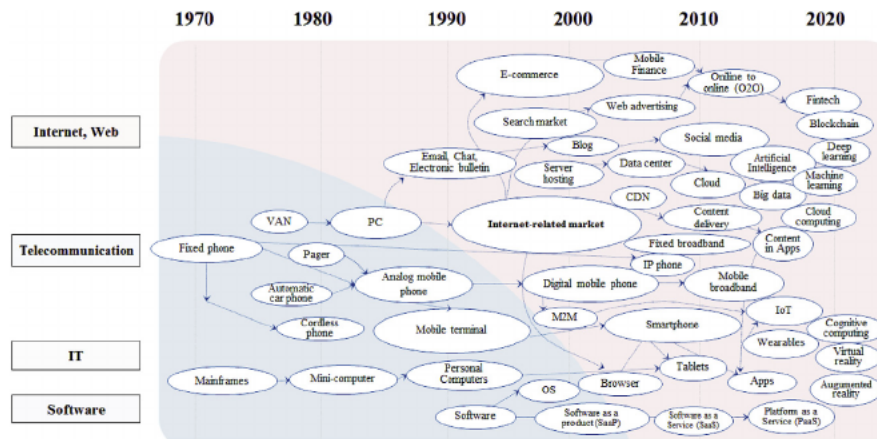 1970 1980 1990 2000 2010 2020
Internet, Web
Telecommunication
IT
Software
E-commerce
Mobile
Finance
Online to
online (O2O)
Fintech
Search market
Web advertising
Blockchain
Email, Chat,
Electronic bulletin
Blog
Social media
Deep
learning
Server
hosting
Data center
Artificial
Intelligence
Machine
learning
Cloud
Big data
VAN
PC
Internet-related market
CDN
Content
delivery
Cloud
computing
Fixed phone
Pager
Fixed broadband
Content
in Apps
IP phone
Automatic
car phone
Analog mobile
phone
Digital mobile phone
Mobile
broadband
Cordless
phone
Mobile terminal
M2M
Smartphone
IoT
Cognitive
computing
Wearables
Virtual
reality
Mainframes
Mini-computer
Personal
Computers
Tablets
OS
Browser
Apps
Augmented
reality
Software
Software as a
product (SaaP)
Software as a
Service (SaaS)
Platform as a
Service (PaaS)